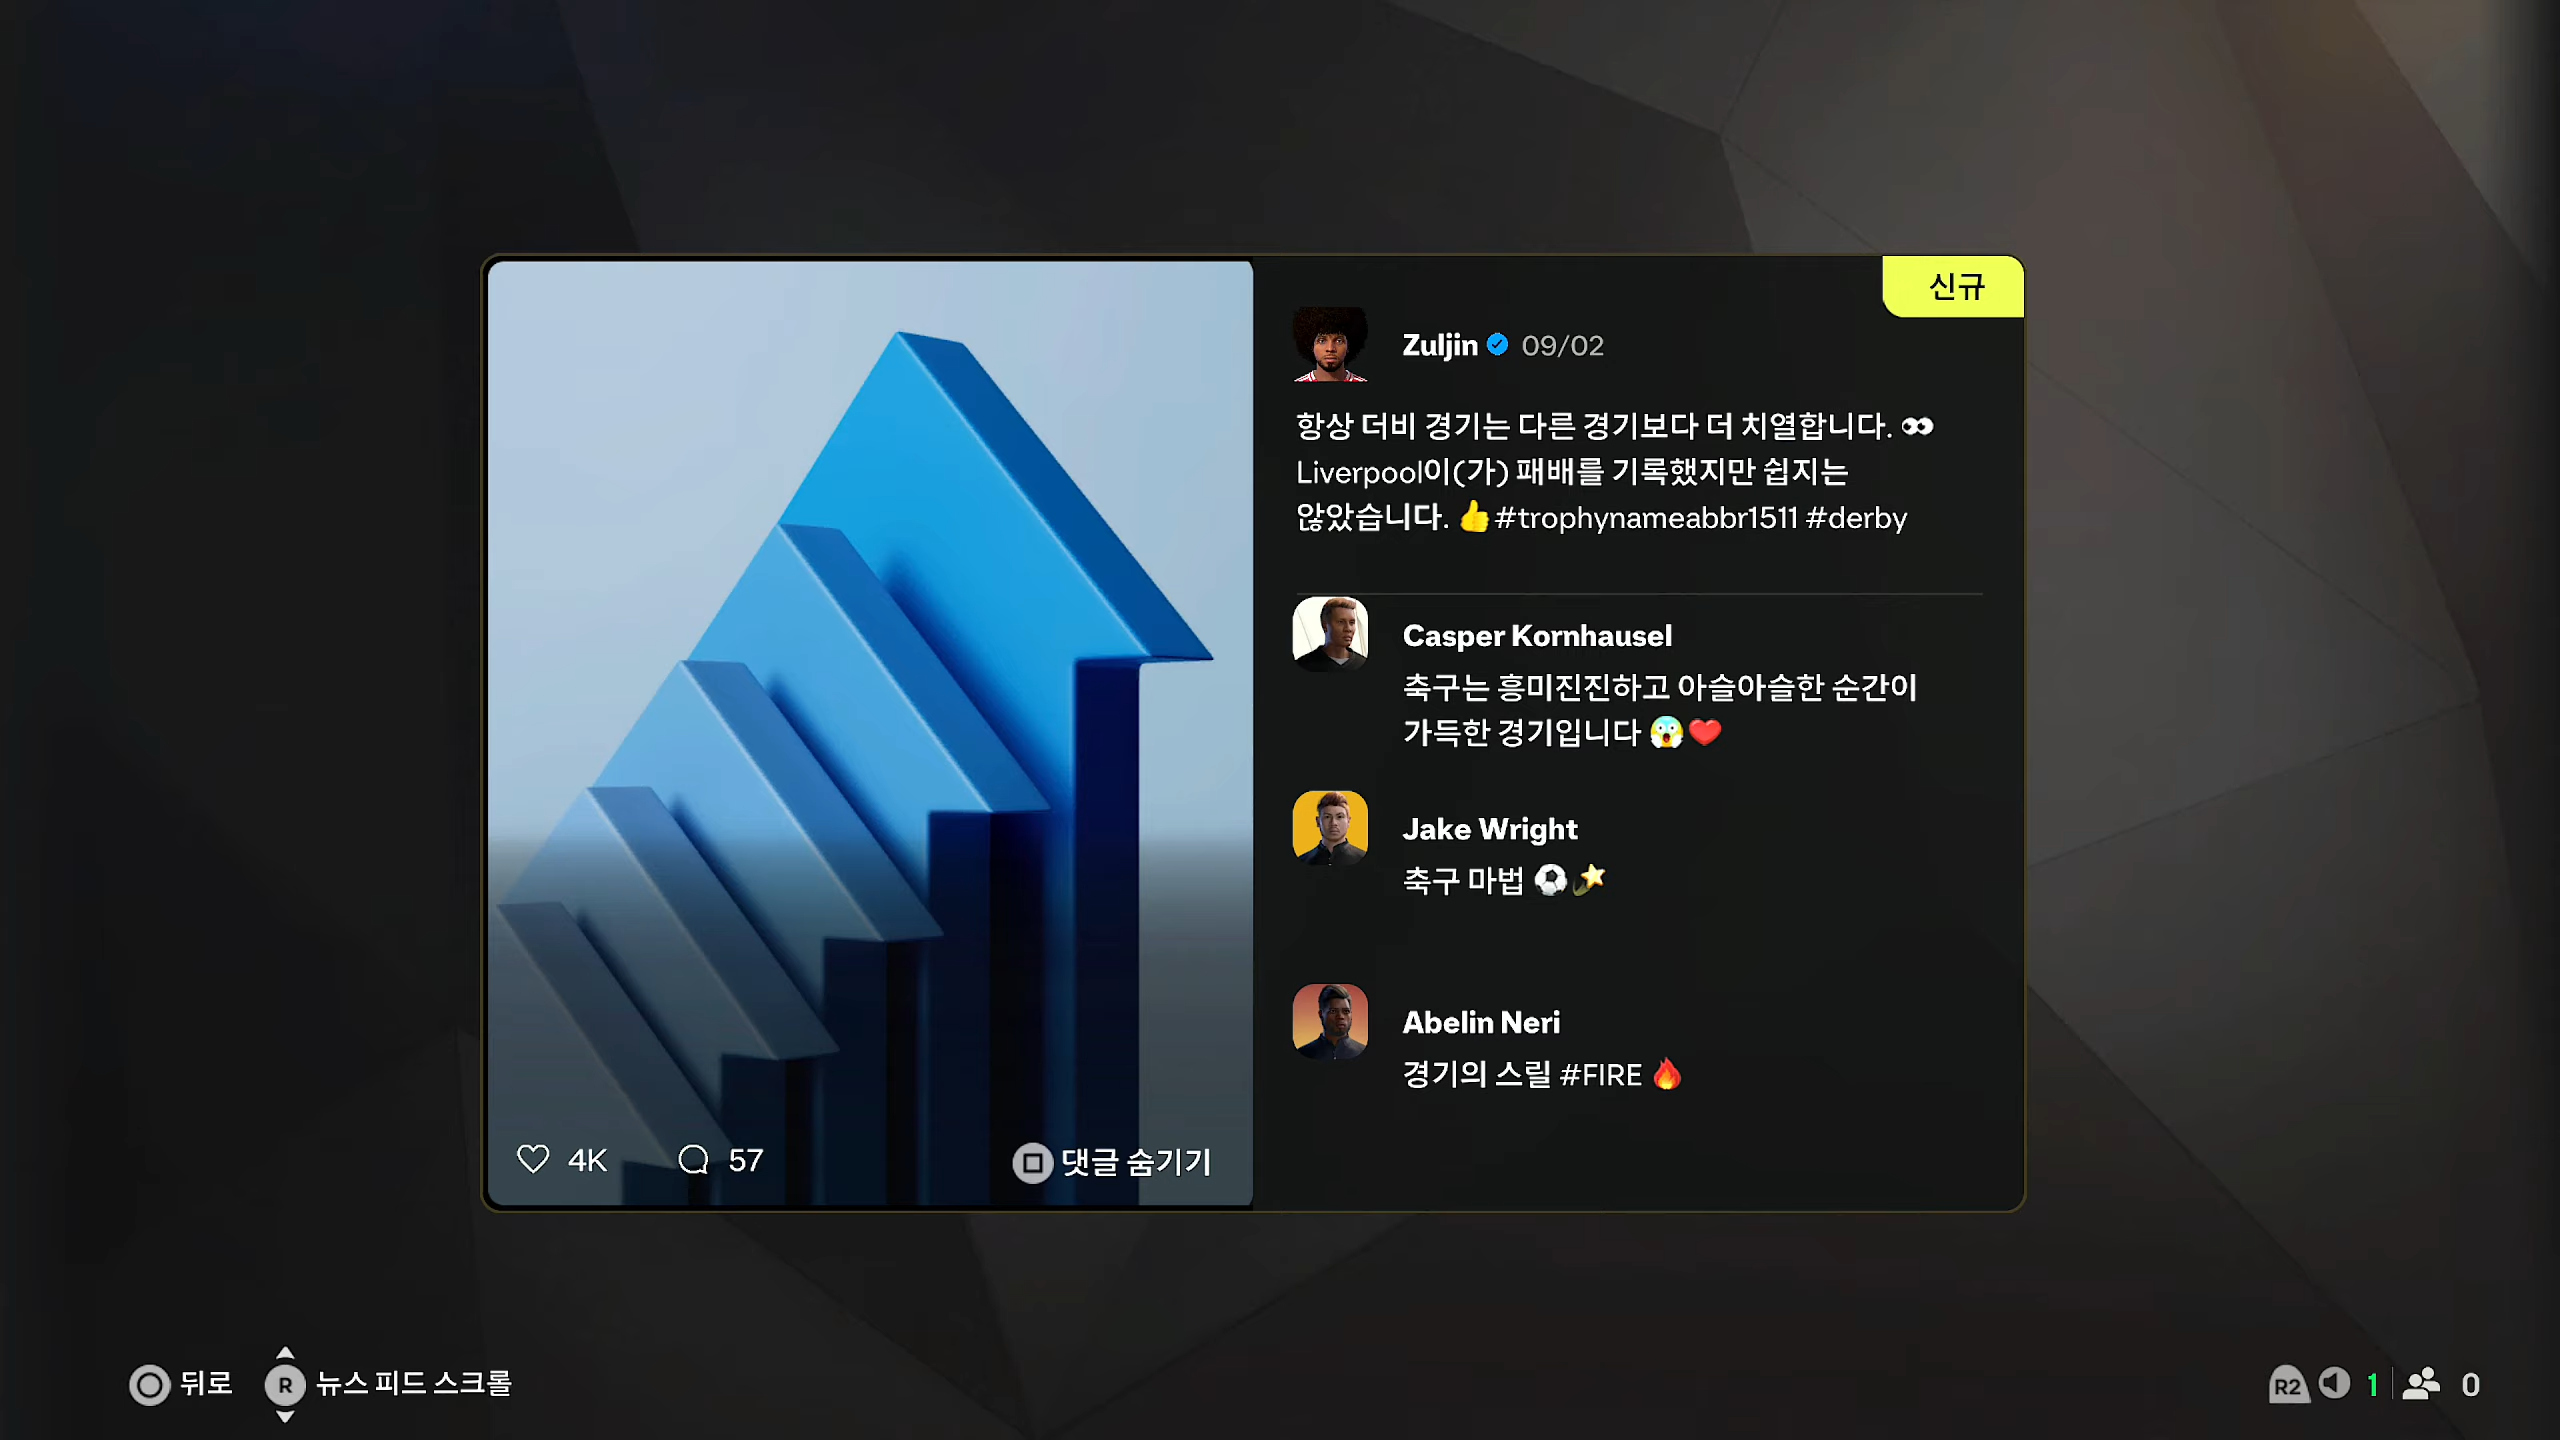 신규
Zuljin 09/02
항상 더비 경기는 다른 경기보다 더 치열합니다. 👀
Liverpool이(가) 패배를 기록했지만 쉽지는
않았습니다. 👍#trophynameabbr1511 #derby
Casper Kornhausel
축구는 흥미진진하고 아슬아슬한 순간이
가득한 경기입니다 😱❤️
Jake Wright
축구 마법 ⚽🌠
Abelin Neri
경기의 스릴 #FIRE 🔥
4K 57 댓글 숨기기
뒤로 R 뉴스 피드 스크롤
R2 1 0